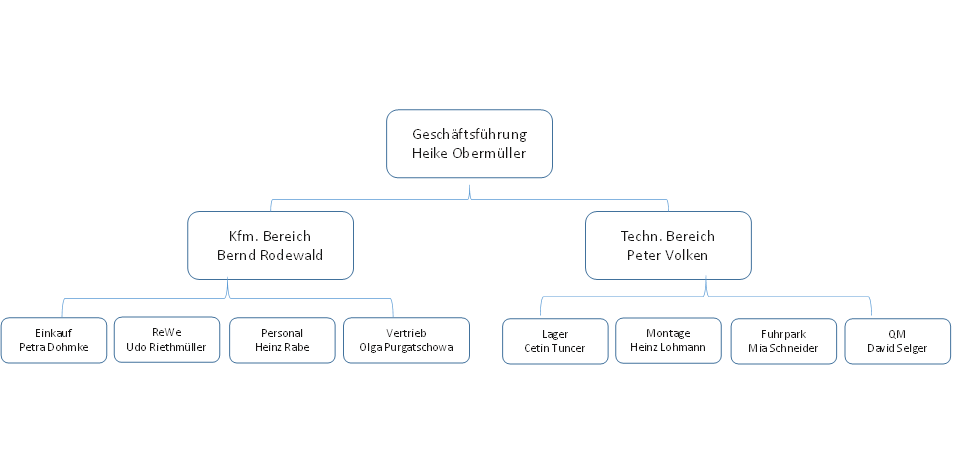 Geschäftsführung
Heike Obermüller
Kfm. Bereich
Bernd Rodewald
Techn. Bereich
Peter Volken
Einkauf
Petra Dohmke
ReWe
Udo Riethmüller
Personal
Heinz Rabe
Vertrieb
Olga Purgatschowa
Lager
Cetin Tuncer
Montage
Heinz Lohmann
Fuhrpark
Mia Schneider
QM
David Selger